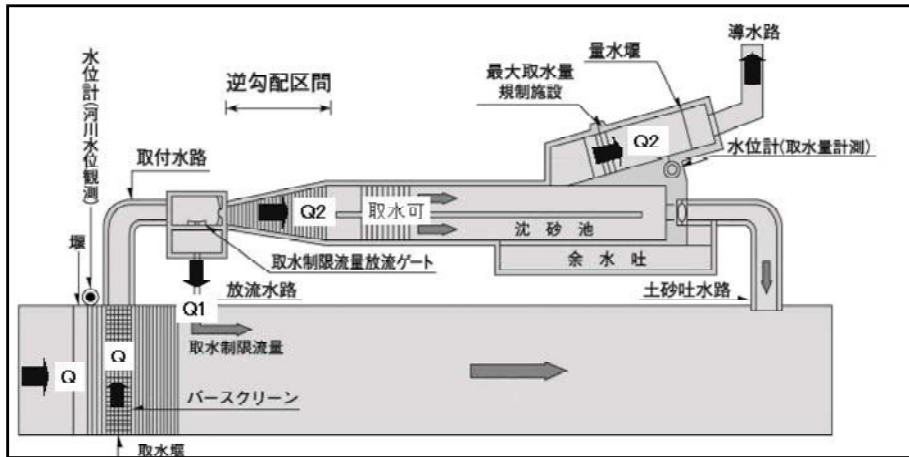 導水路
量水堰
最大取水量
規制施設
逆勾配区間
水位計(河川水位観測)
取付水路
Q2
水位計(取水量計測)
Q2
取水可
沈砂池
取水制限流量放流ゲート
余水吐
堰
放流水路
土砂吐水路
Q1
取水制限流量
Q
Q
バースクリーン
取水堰